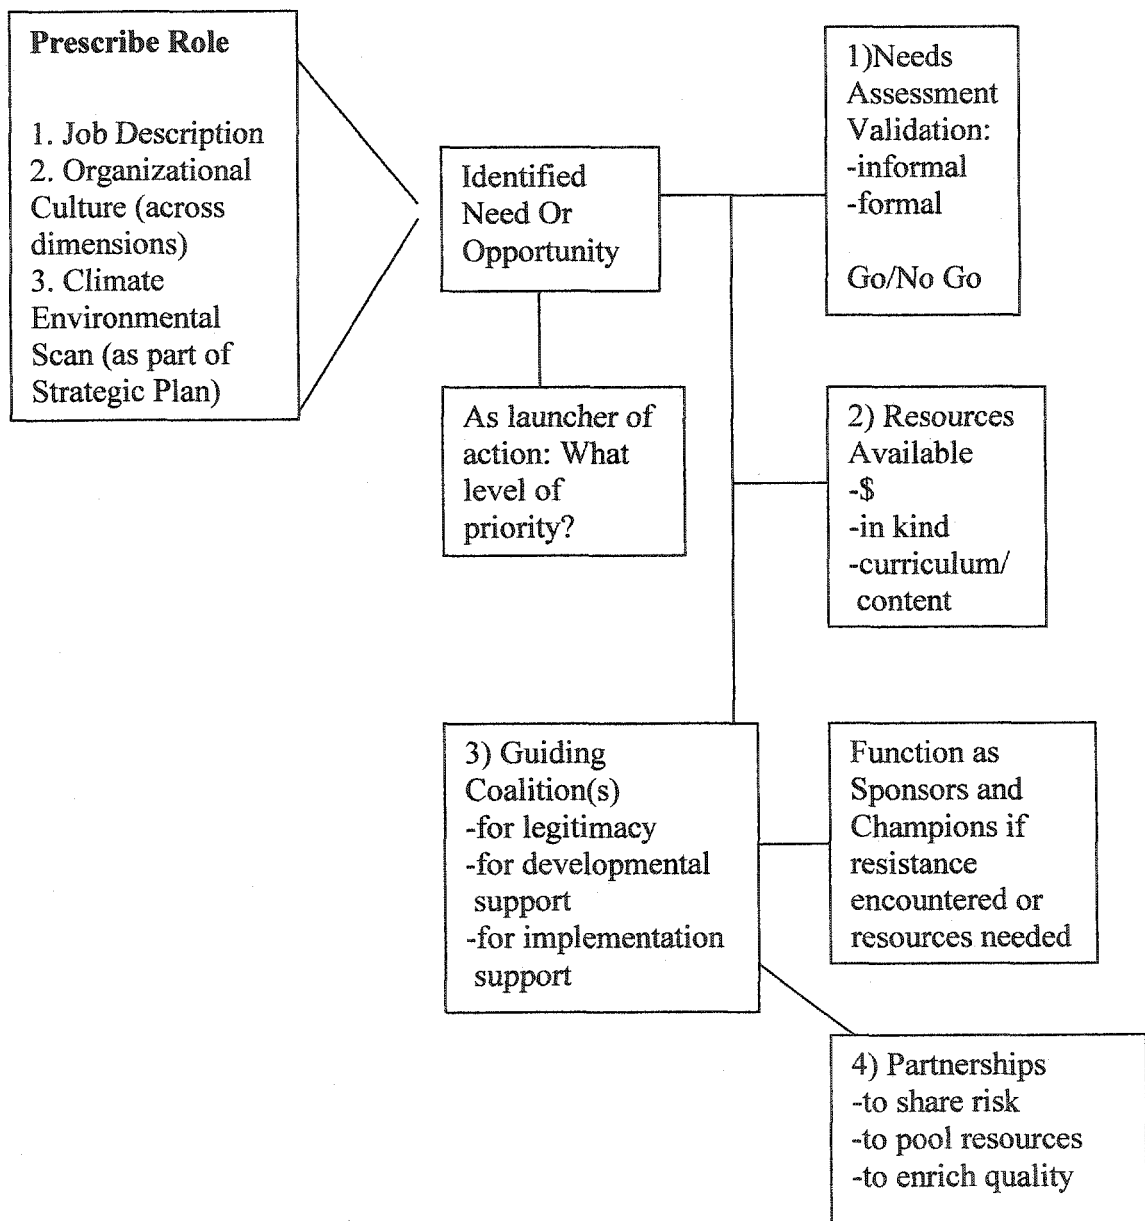 Prescribe Role
1. Job Description
2. Organizational
Culture (across
dimensions)
3. Climate
Environmental
Scan (as part of
Strategic Plan)
Identified
Need Or
Opportunity
As launcher of
action: What
level of
priority?
1)Needs
Assessment
Validation:
-informal
-formal
Go/No Go
2) Resources
Available
-$
-in kind
-curriculum/
content
3) Guiding
Coalition(s)
-for legitimacy
-for developmental
support
-for implementation
support
Function as
Sponsors and
Champions if
resistance
encountered or
resources needed
4) Partnerships
-to share risk
-to pool resources
-to enrich quality